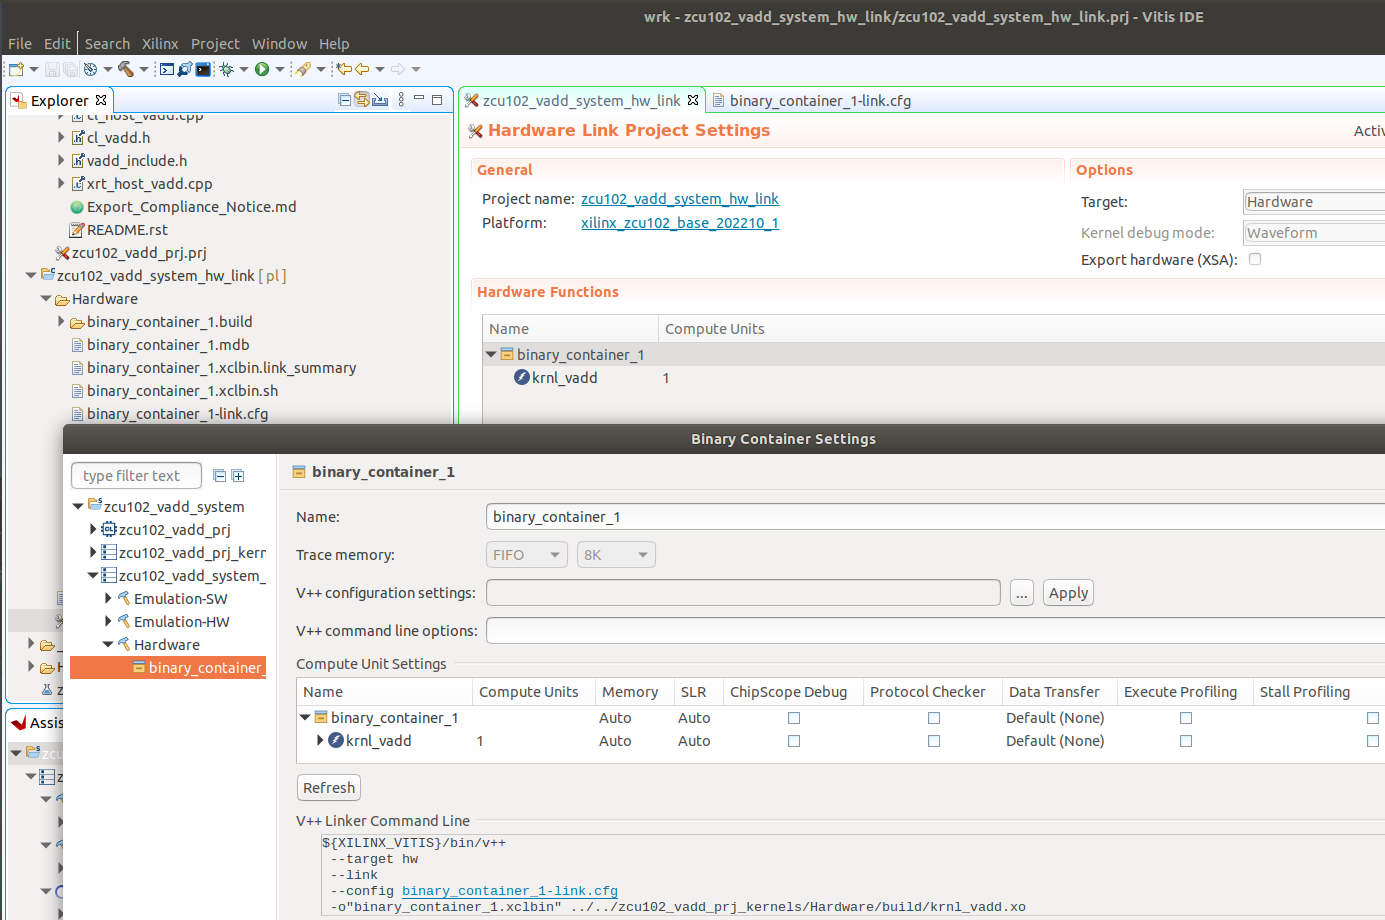 wrk - zcu102_vadd_system_hw_link/zcu102_vadd_system_hw_link.prj - Vitis IDE
File Edit Search Xilinx Project Window Help
Explorer
cl_host_vadd.cpp
cl_vadd.h
vadd_include.h
xrt_host_vadd.cpp
Export_Compliance_Notice.md
README.rst
zcu102_vadd_prj.prj
zcu102_vadd_system_hw_link [ pl ]
Hardware
binary_container_1.build
binary_container_1.mdb
binary_container_1.xclbin.link_summary
binary_container_1.xclbin.sh
binary_container_1-link.cfg
Assis
zcu102_vadd_system_hw_link binary_container_1-link.cfg
Hardware Link Project Settings
Activ
General
Project name: zcu102_vadd_system_hw_link
Platform: xilinx_zcu102_base_202210_1
Options
Target: Hardware
Kernel debug mode: Waveform
Export hardware (XSA):
Hardware Functions
Name Compute Units
binary_container_1
krnl_vadd 1
Binary Container Settings
type filter text
zcu102_vadd_system
zcu102_vadd_prj
zcu102_vadd_prj_kern
zcu102_vadd_system_
Emulation-SW
Emulation-HW
Hardware
binary_container_
binary_container_1
Name: binary_container_1
Trace memory: FIFO 8K
V++ configuration settings: ... Apply
V++ command line options:
Compute Unit Settings
Name Compute Units Memory SLR ChipScope Debug Protocol Checker Data Transfer Execute Profiling Stall Profiling
binary_container_1 Auto Auto Default (None)
krnl_vadd 1 Auto Auto Default (None)
Refresh
V++ Linker Command Line
${XILINX_VITIS}/bin/v++
--target hw
--link
--config binary_container_1-link.cfg
-o"binary_container_1.xclbin" ../../zcu102_vadd_prj_kernels/Hardware/build/krnl_vadd.xo